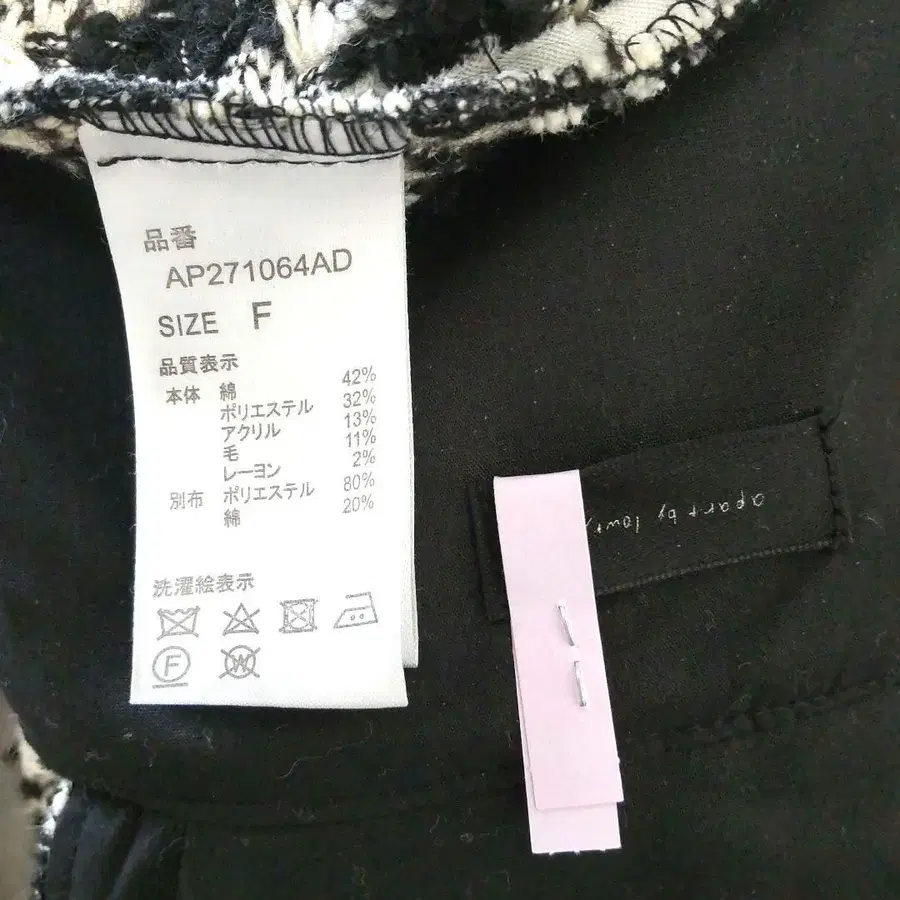 品番
AP271064AD
SIZE F
品質表示
本体 綿 42%
ポリエステル 32%
アクリル 13%
毛 11%
レーヨン 2%
別布 ポリエステル 80%
綿 20%
洗濯絵表示
F
W
apart by